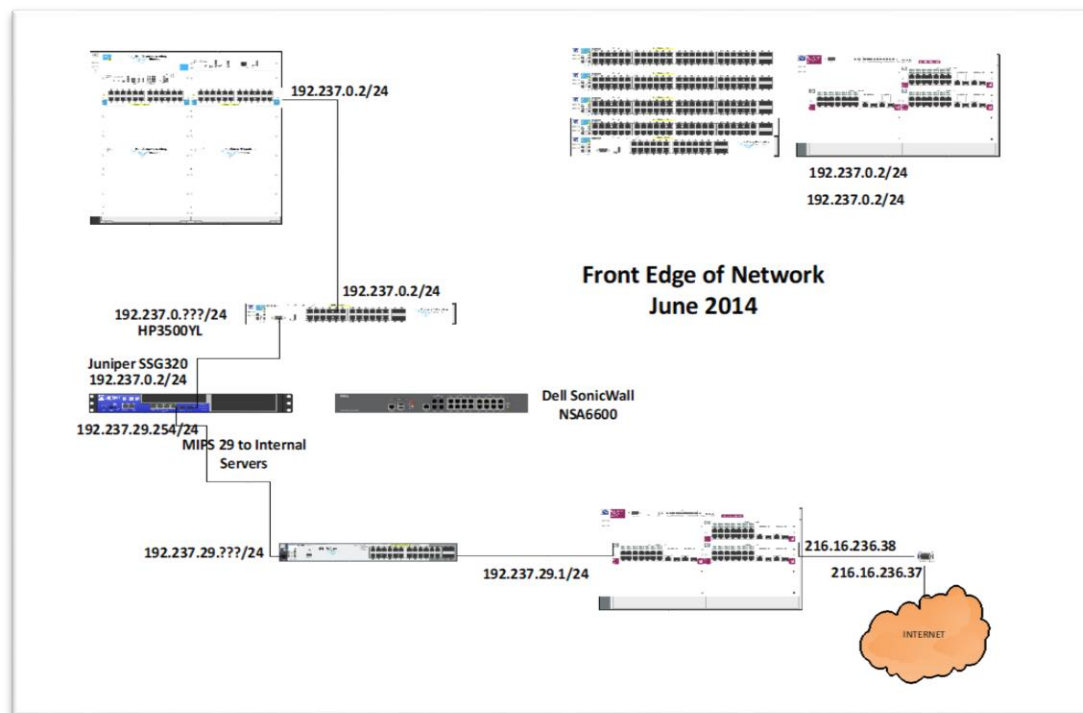 192.237.0.2/24
192.237.0.2/24
192.237.0.2/24
Front Edge of Network
June 2014
192.237.0.2/24
192.237.0.???/24
HP3500YL
Juniper SSG320
192.237.0.2/24
Dell SonicWall
NSA6600
192.237.29.254/24
MIPS 29 to Internal
Servers
192.237.29.???/24
192.237.29.1/24
216.16.236.38
216.16.236.37
INTERNET